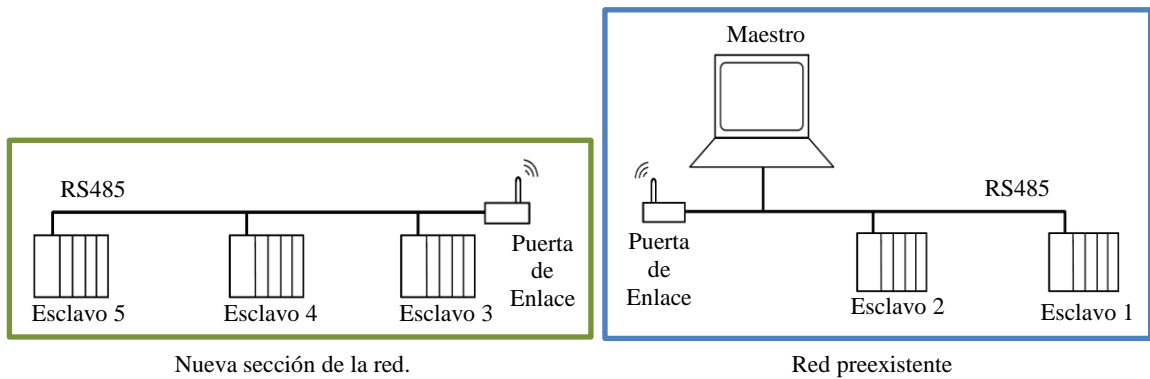 RS485
Puerta
de
Enlace
Esclavo 5
Esclavo 4
Esclavo 3
Nueva sección de la red.
Maestro
RS485
Puerta
de
Enlace
Esclavo 2
Esclavo 1
Red preexistente